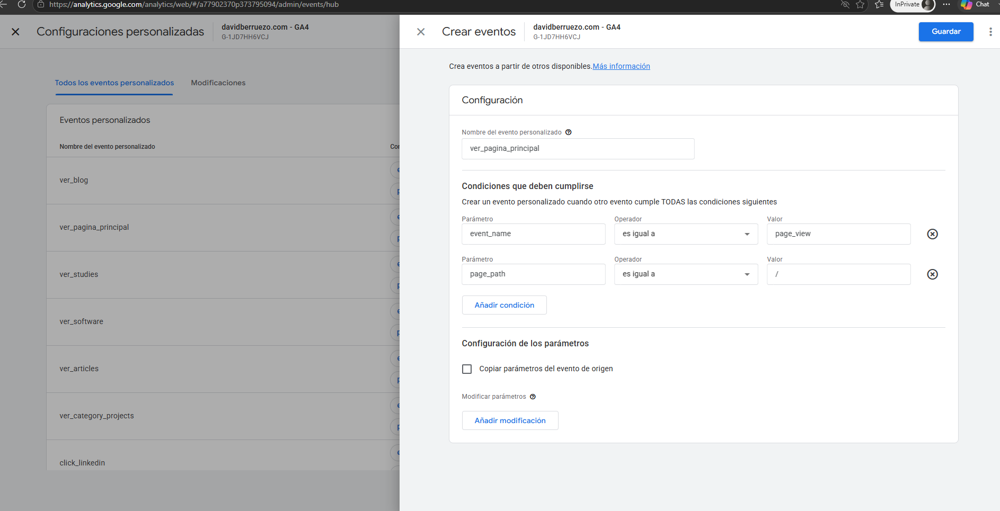 https://analytics.google.com/analytics/web/#/a77902370p373795094/admin/events/hub
InPrivate
Chat
Configuraciones personalizadas
davidberruezo.com - GA4
G-1JD7HH6VCJ
Todos los eventos personalizados
Modificaciones
Eventos personalizados
Nombre del evento personalizado
ver_blog
ver_pagina_principal
ver_studies
ver_software
ver_articles
ver_category_projects
click_linkedin
Crear eventos
davidberruezo.com - GA4
G-1JD7HH6VCJ
Guardar
Crea eventos a partir de otros disponibles.Más información
Configuración
Nombre del evento personalizado
ver_pagina_principal
Condiciones que deben cumplirse
Crear un evento personalizado cuando otro evento cumple TODAS las condiciones siguientes
Parámetro Operador Valor
event_name es igual a page_view
Parámetro Operador Valor
page_path es igual a /
Añadir condición
Configuración de los parámetros
Copiar parámetros del evento de origen
Modificar parámetros
Añadir modificación